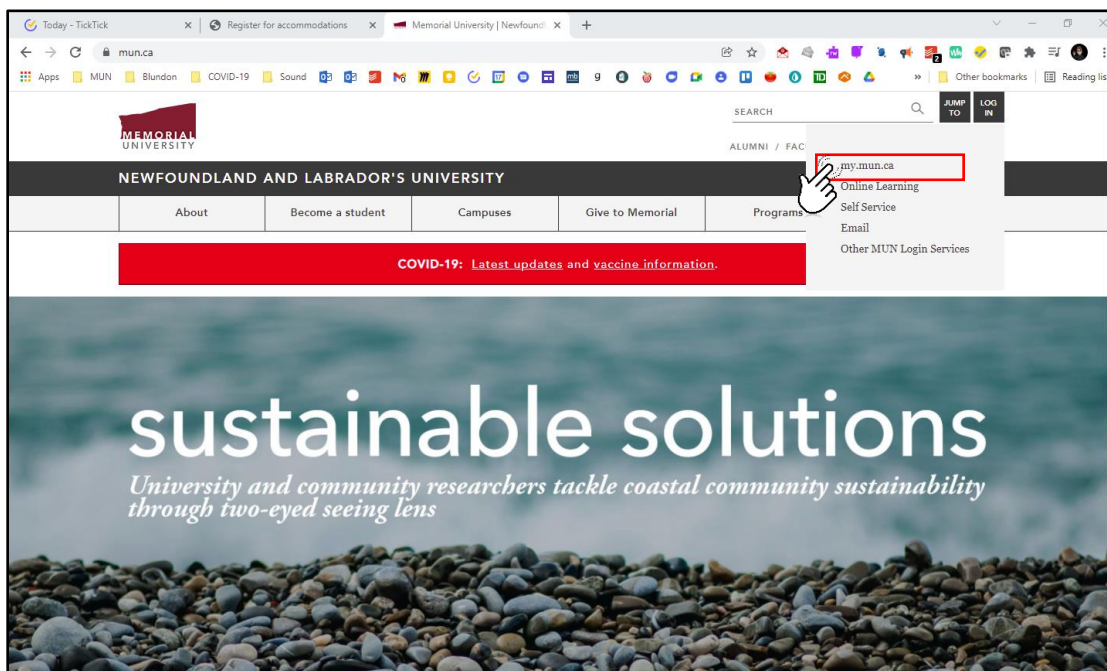 Today - TickTick
Register for accommodations
Memorial University | Newfound
mun.ca
Apps MUN Blundon COVID-19 Sound Other bookmarks Reading lis
SEARCH
JUMP TO
LOG IN
MEMORIAL
UNIVERSITY
ALUMNI / FAC
my.mun.ca
Online Learning
Self Service
Email
Other MUN Login Services
NEWFOUNDLAND AND LABRADOR'S UNIVERSITY
About Become a student Campuses Give to Memorial Programs
COVID-19: Latest updates and vaccine information.
sustainable solutions
University and community researchers tackle coastal community sustainability
through two-eyed seeing lens